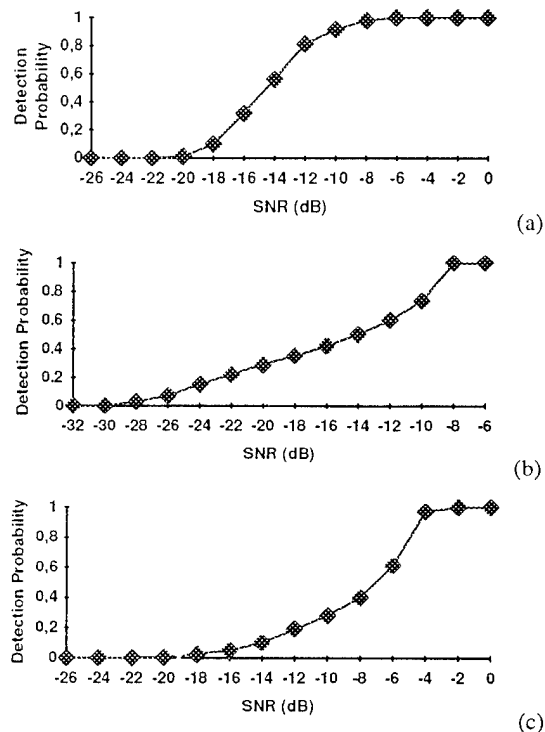 Detection
Probability
1
0,8
0,6
0,4
0,2
0
-26 -24 -22 -20 -18 -16 -14 -12 -10 -8 -6 -4 -2 0
SNR (dB)
(a)
Detection Probability
1
0.8
0.6
0.4
0.2
0
-32 -30 -28 -26 -24 -22 -20 -18 -16 -14 -12 -10 -8 -6
SNR (dB)
(b)
Detection Probability
1
0,8
0,6
0,4
0,2
0
-26 -24 -22 -20 -18 -16 -14 -12 -10 -8 -6 -4 -2 0
SNR (dB)
(c)